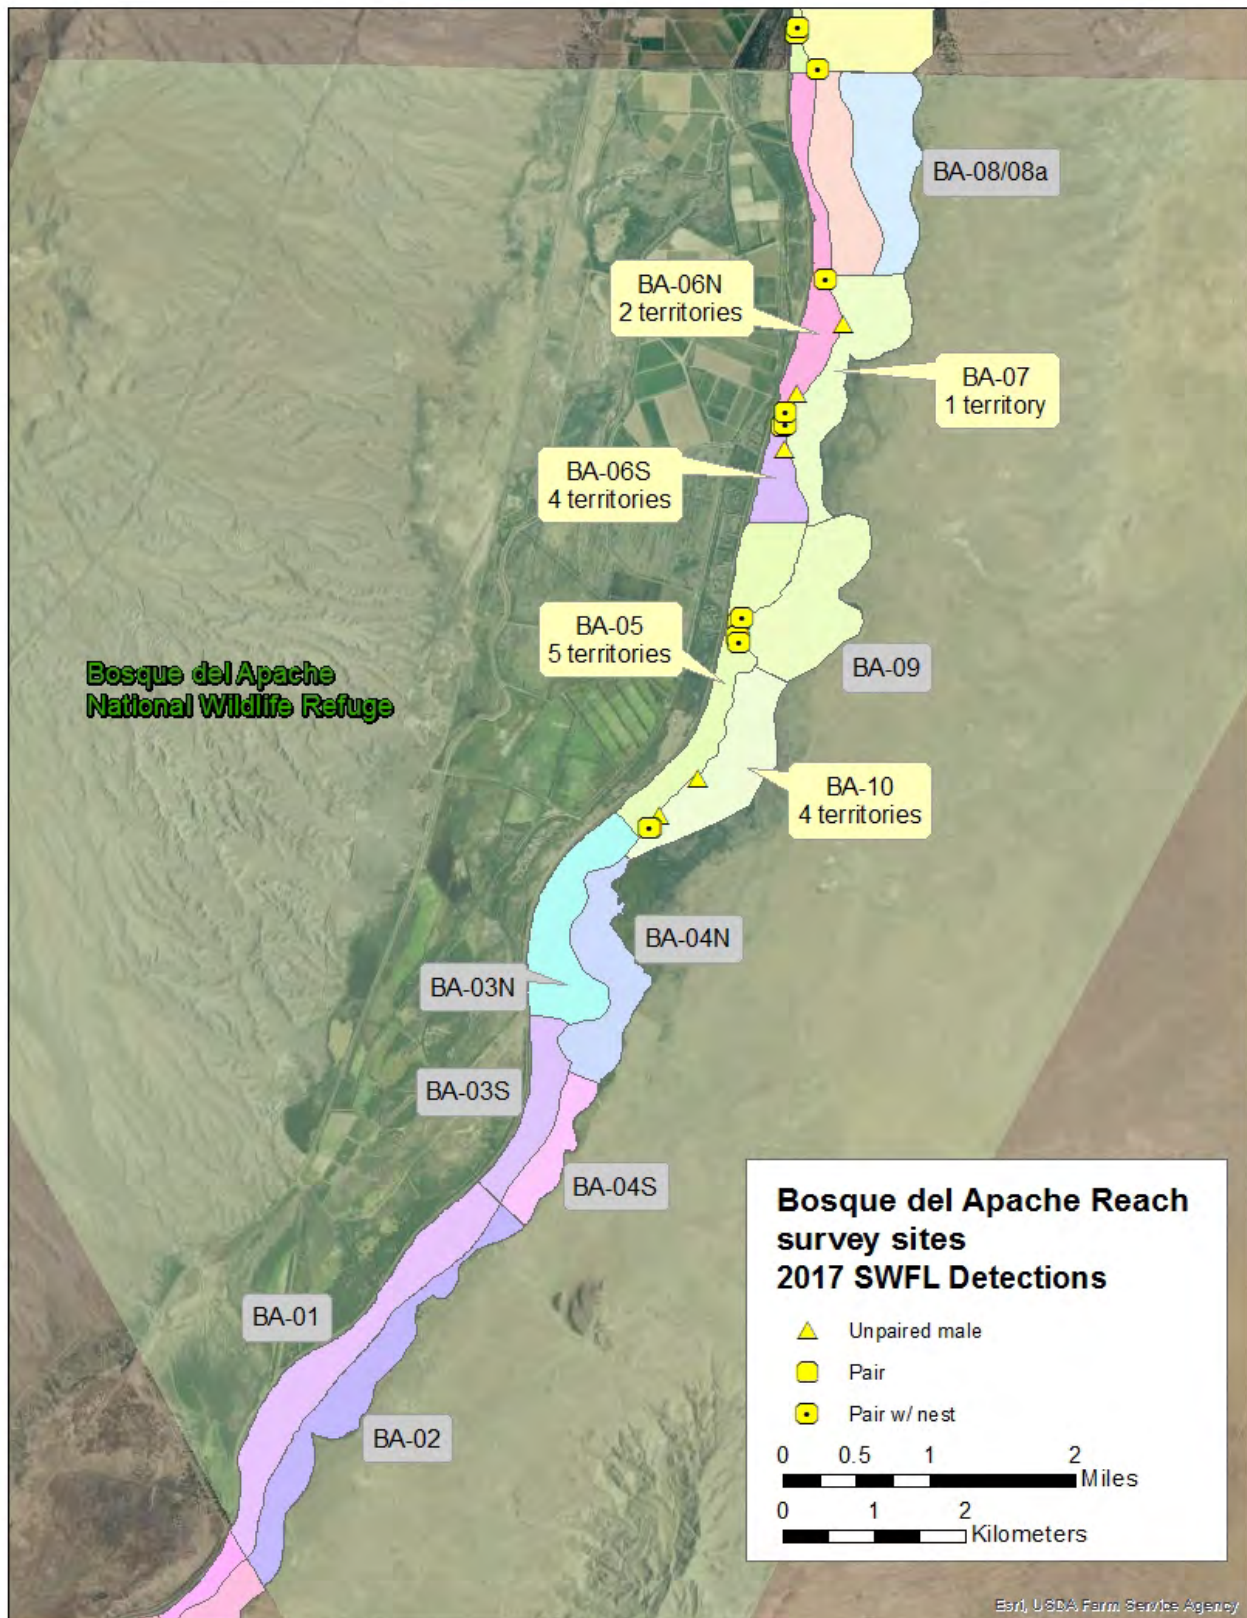 BA-08/08a
BA-06N
2 territories
BA-07
1 territory
BA-06S
4 territories
BA-05
5 territories
BA-09
Bosque del Apache
National Wildlife Refuge
BA-10
4 territories
BA-04N
BA-03N
BA-03S
BA-04S
BA-01
BA-02
Bosque del Apache Reach
survey sites
2017 SWFL Detections
Unpaired male
Pair
Pair w/ nest
0 0.5 1 2
Miles
0 1 2
Kilometers
Esri, USDA Farm Service Agency